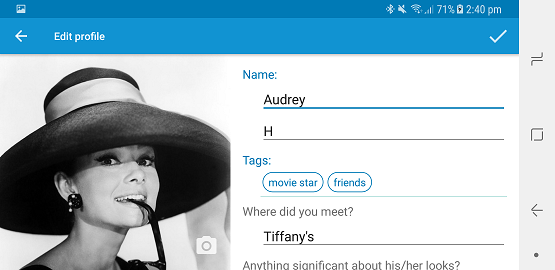 71% 2:40 pm
Edit profile
Name:
Audrey
H
Tags:
movie star friends
Where did you meet?
Tiffany's
Anything significant about his/her looks?